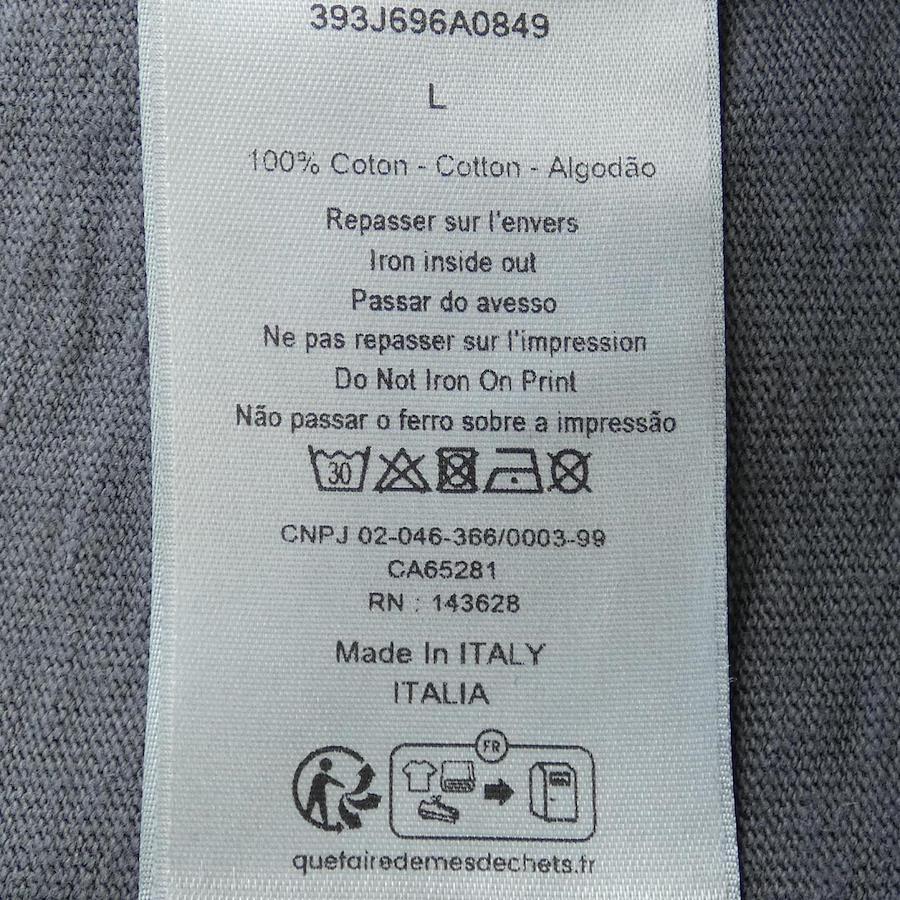 393J696A0849
L
100% Coton - Cotton - Algodão
Repasser sur l'envers
Iron inside out
Passar do avesso
Ne pas repasser sur l'impression
Do Not Iron On Print
Não passar o ferro sobre a impressão
30
CNPJ 02-046-366/0003-99
CA65281
RN : 143628
Made In ITALY
ITALIA
FR
quefairedemesdechets.fr